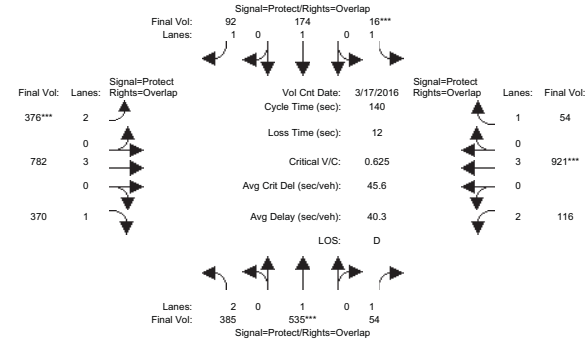 Signal=Protect/Rights=Overlap
Final Vol: 92 174 16***
Lanes: 1 0 1 0 1
Signal=Protect Signal=Protect
Final Vol: Lanes: Rights=Overlap Vol Cnt Date: 3/17/2016 Rights=Overlap Lanes: Final Vol:
Cycle Time (sec): 140
376*** 2 1 54
Loss Time (sec): 12
0 0
782 3 Critical V/C: 0.625 3 921***
0 Avg Crit Del (sec/veh): 45.6 0
370 1 Avg Delay (sec/veh): 40.3 2 116
LOS: D
Lanes: 2 0 1 0 1
Final Vol: 385 535*** 54
Signal=Protect/Rights=Overlap